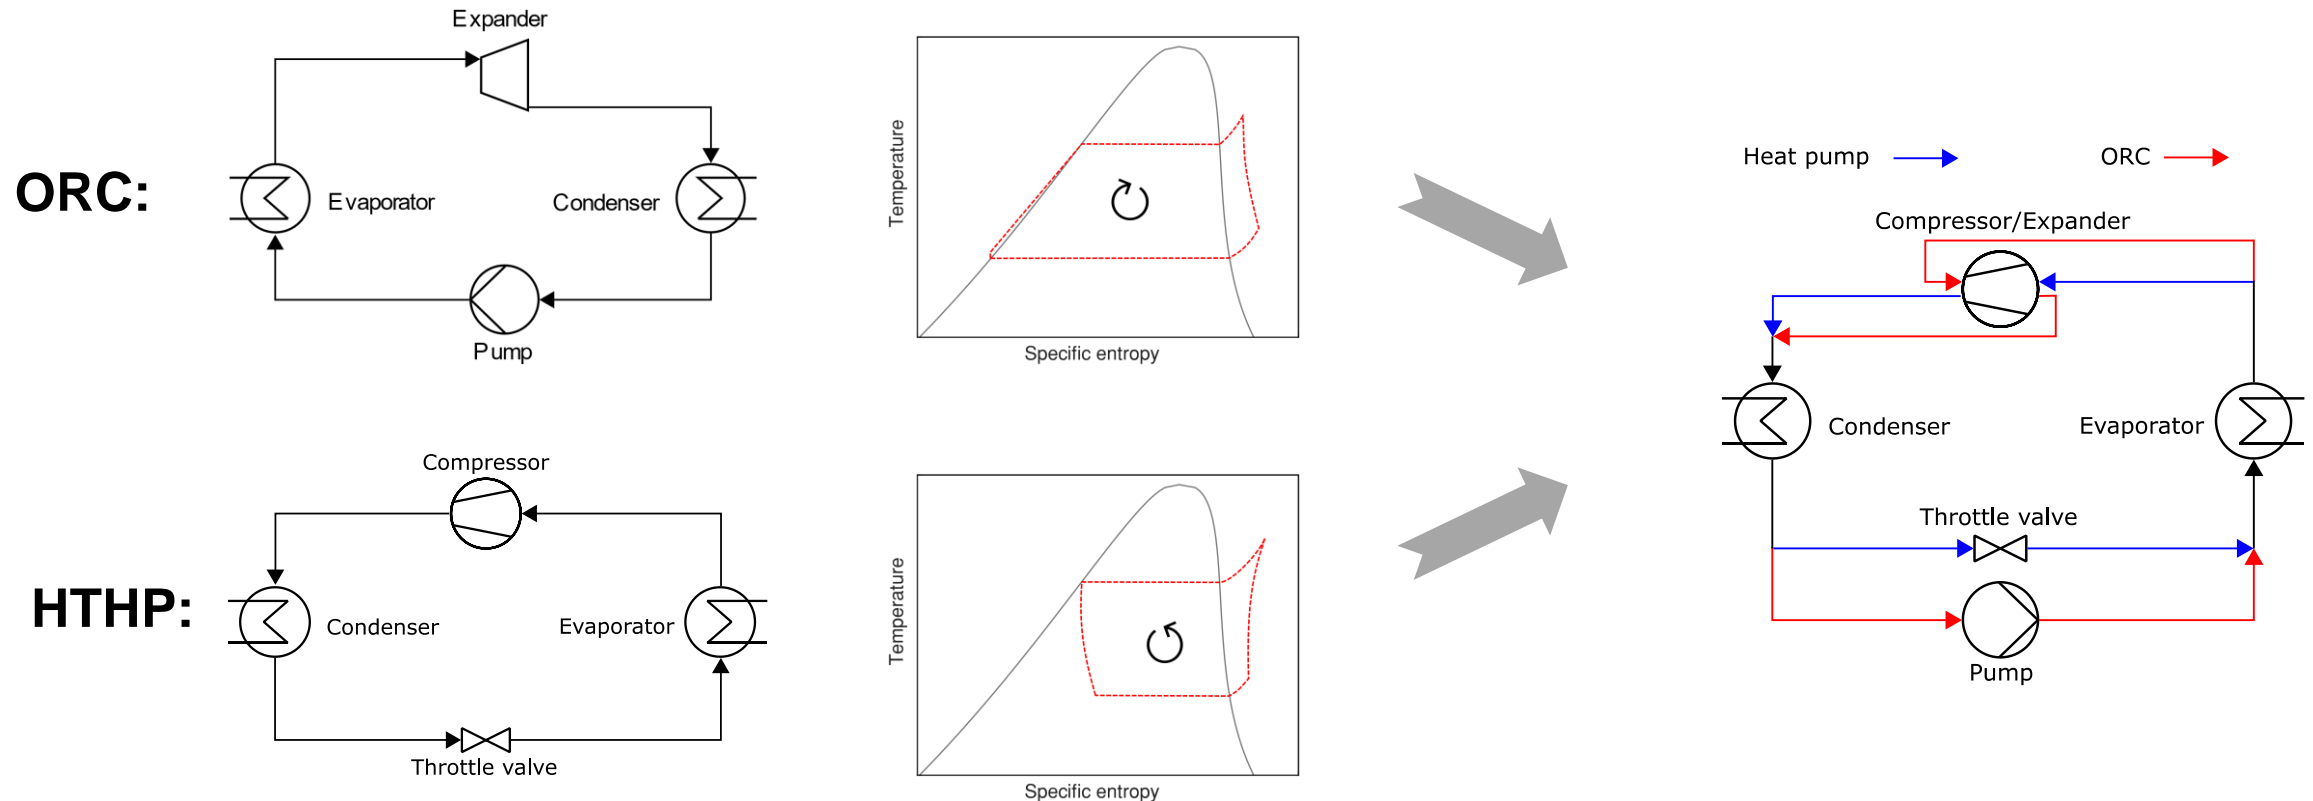 ORC:
Expander
Evaporator
Condenser
Pump
Temperature
Specific entropy
HTHP:
Compressor
Condenser
Evaporator
Throttle valve
Temperature
Specific entropy
Heat pump
ORC
Compressor/Expander
Condenser
Evaporator
Throttle valve
Pump